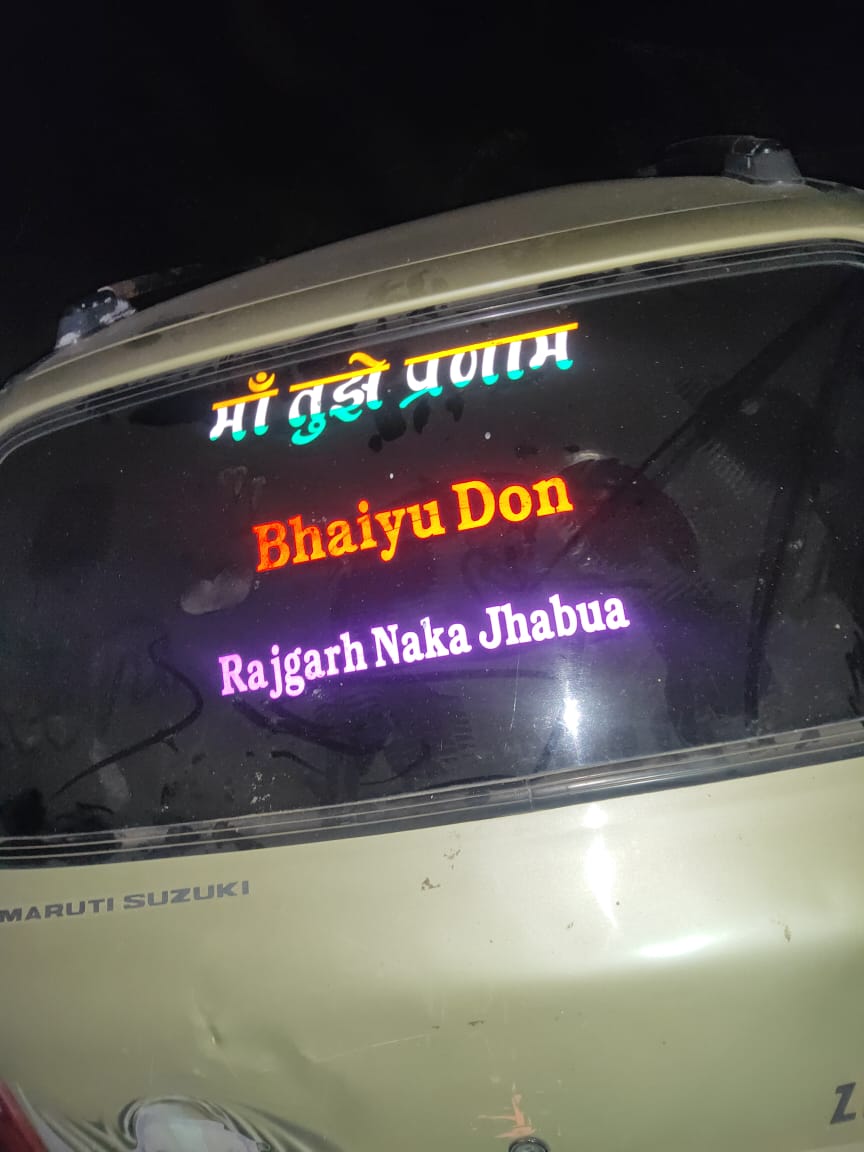 माँ तुझे प्रणाम
Bhaiyu Don
Rajgarh Naka Jhabua
MARUTI SUZUKI
Z